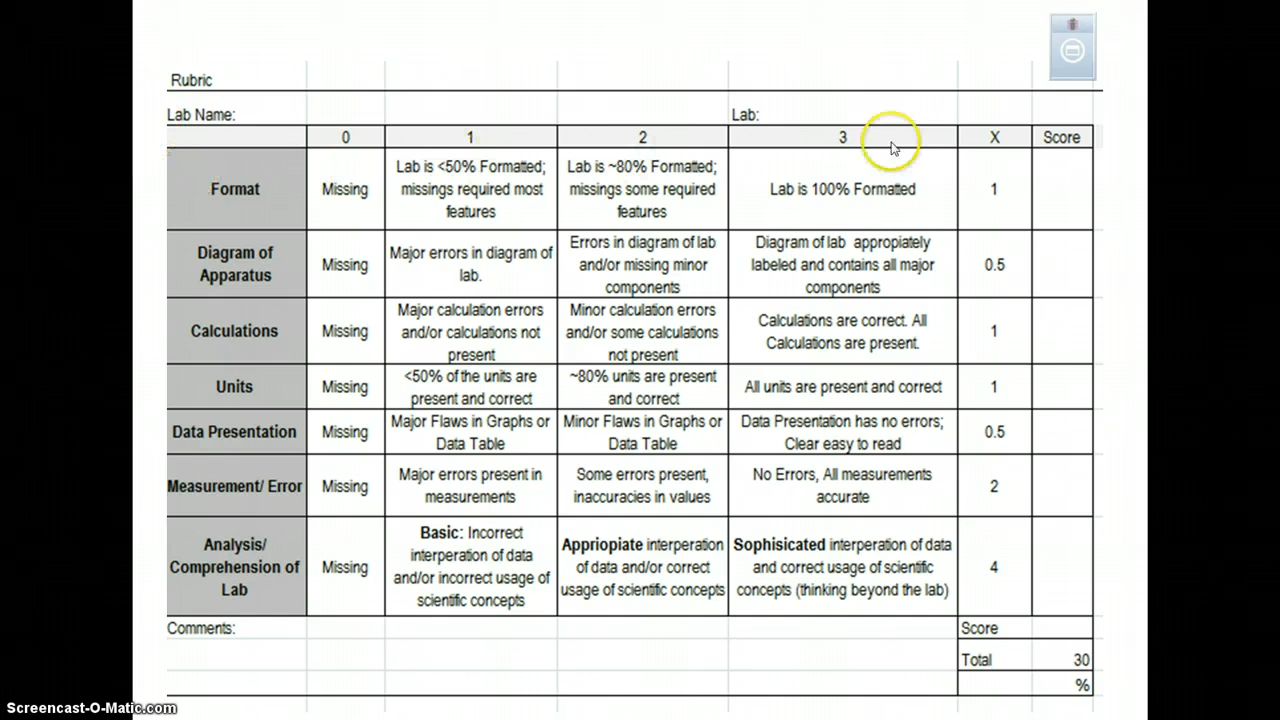 Rubric
Lab Name: Lab:
0 1 2 3 X Score
Format
Missing
Lab is <50% Formatted;
missings required most
features
Lab is ~80% Formatted;
missings some required
features
Lab is 100% Formatted
1
Diagram of
Apparatus
Missing
Major errors in diagram of
lab.
Errors in diagram of lab
and/or missing minor
components
Diagram of lab appropiately
labeled and contains all major
components
0.5
Calculations
Missing
Major calculation errors
and/or calculations not
present
Minor calculation errors
and/or some calculations
not present
Calculations are correct. All
Calculations are present.
1
Units
Missing
<50% of the units are
present and correct
~80% units are present
and correct
All units are present and correct
1
Data Presentation
Missing
Major Flaws in Graphs or
Data Table
Minor Flaws in Graphs or
Data Table
Data Presentation has no errors;
Clear easy to read
0.5
Measurement/ Error
Missing
Major errors present in
measurements
Some errors present,
inaccuracies in values
No Errors, All measurements
accurate
2
Analysis/
Comprehension of
Lab
Missing
Basic: Incorrect
interperation of data
and/or incorrect usage of
scientific concepts
Appriopiate interperation
of data and/or correct
usage of scientific concepts
Sophisicated interperation of data
and correct usage of scientific
concepts (thinking beyond the lab)
4
Comments:
Score
Total 30
%
Screencast-O-Matic.com